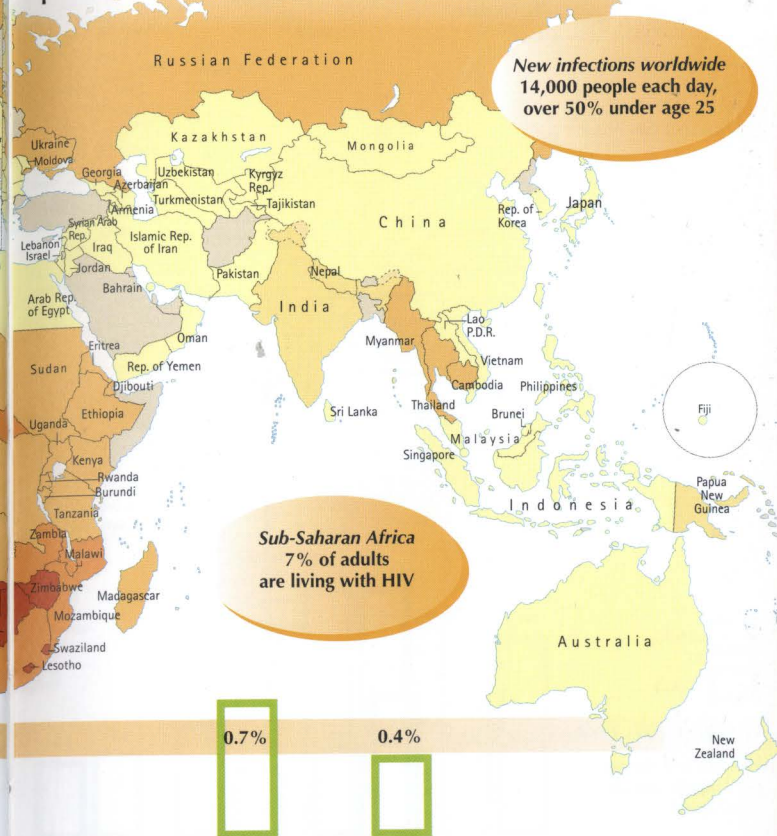 Russian Federation
New infections worldwide
14,000 people each day,
over 50% under age 25
Ukraine
Moldova
Kazakhstan
Mongolia
Georgia
Uzbekistan
Kyrgyz
Rep.
Azerbaijan
Turkmenistan
Tajikistan
Armenia
China
Rep. of
Korea
Japan
Syrian Arab
Rep.
Lebanon
Israel
Iraq
Islamic Rep.
of Iran
Jordan
Pakistan
Nepal
Bahrain
Arab Rep.
of Egypt
India
Eritrea
Oman
Myanmar
Lao
P.D.R.
Sudan
Rep. of Yemen
Vietnam
Djibouti
Cambodia
Philippines
Ethiopia
Sri Lanka
Thailand
Brunei
Fiji
Uganda
Malaysia
Kenya
Singapore
Rwanda
Burundi
Papua
New
Guinea
Indonesia
Tanzania
Zambia
Malawi
Sub-Saharan Africa
7% of adults
are living with HIV
Zimbabwe
Madagascar
Mozambique
Australia
Swaziland
Lesotho
0.7%
0.4%
New
Zealand